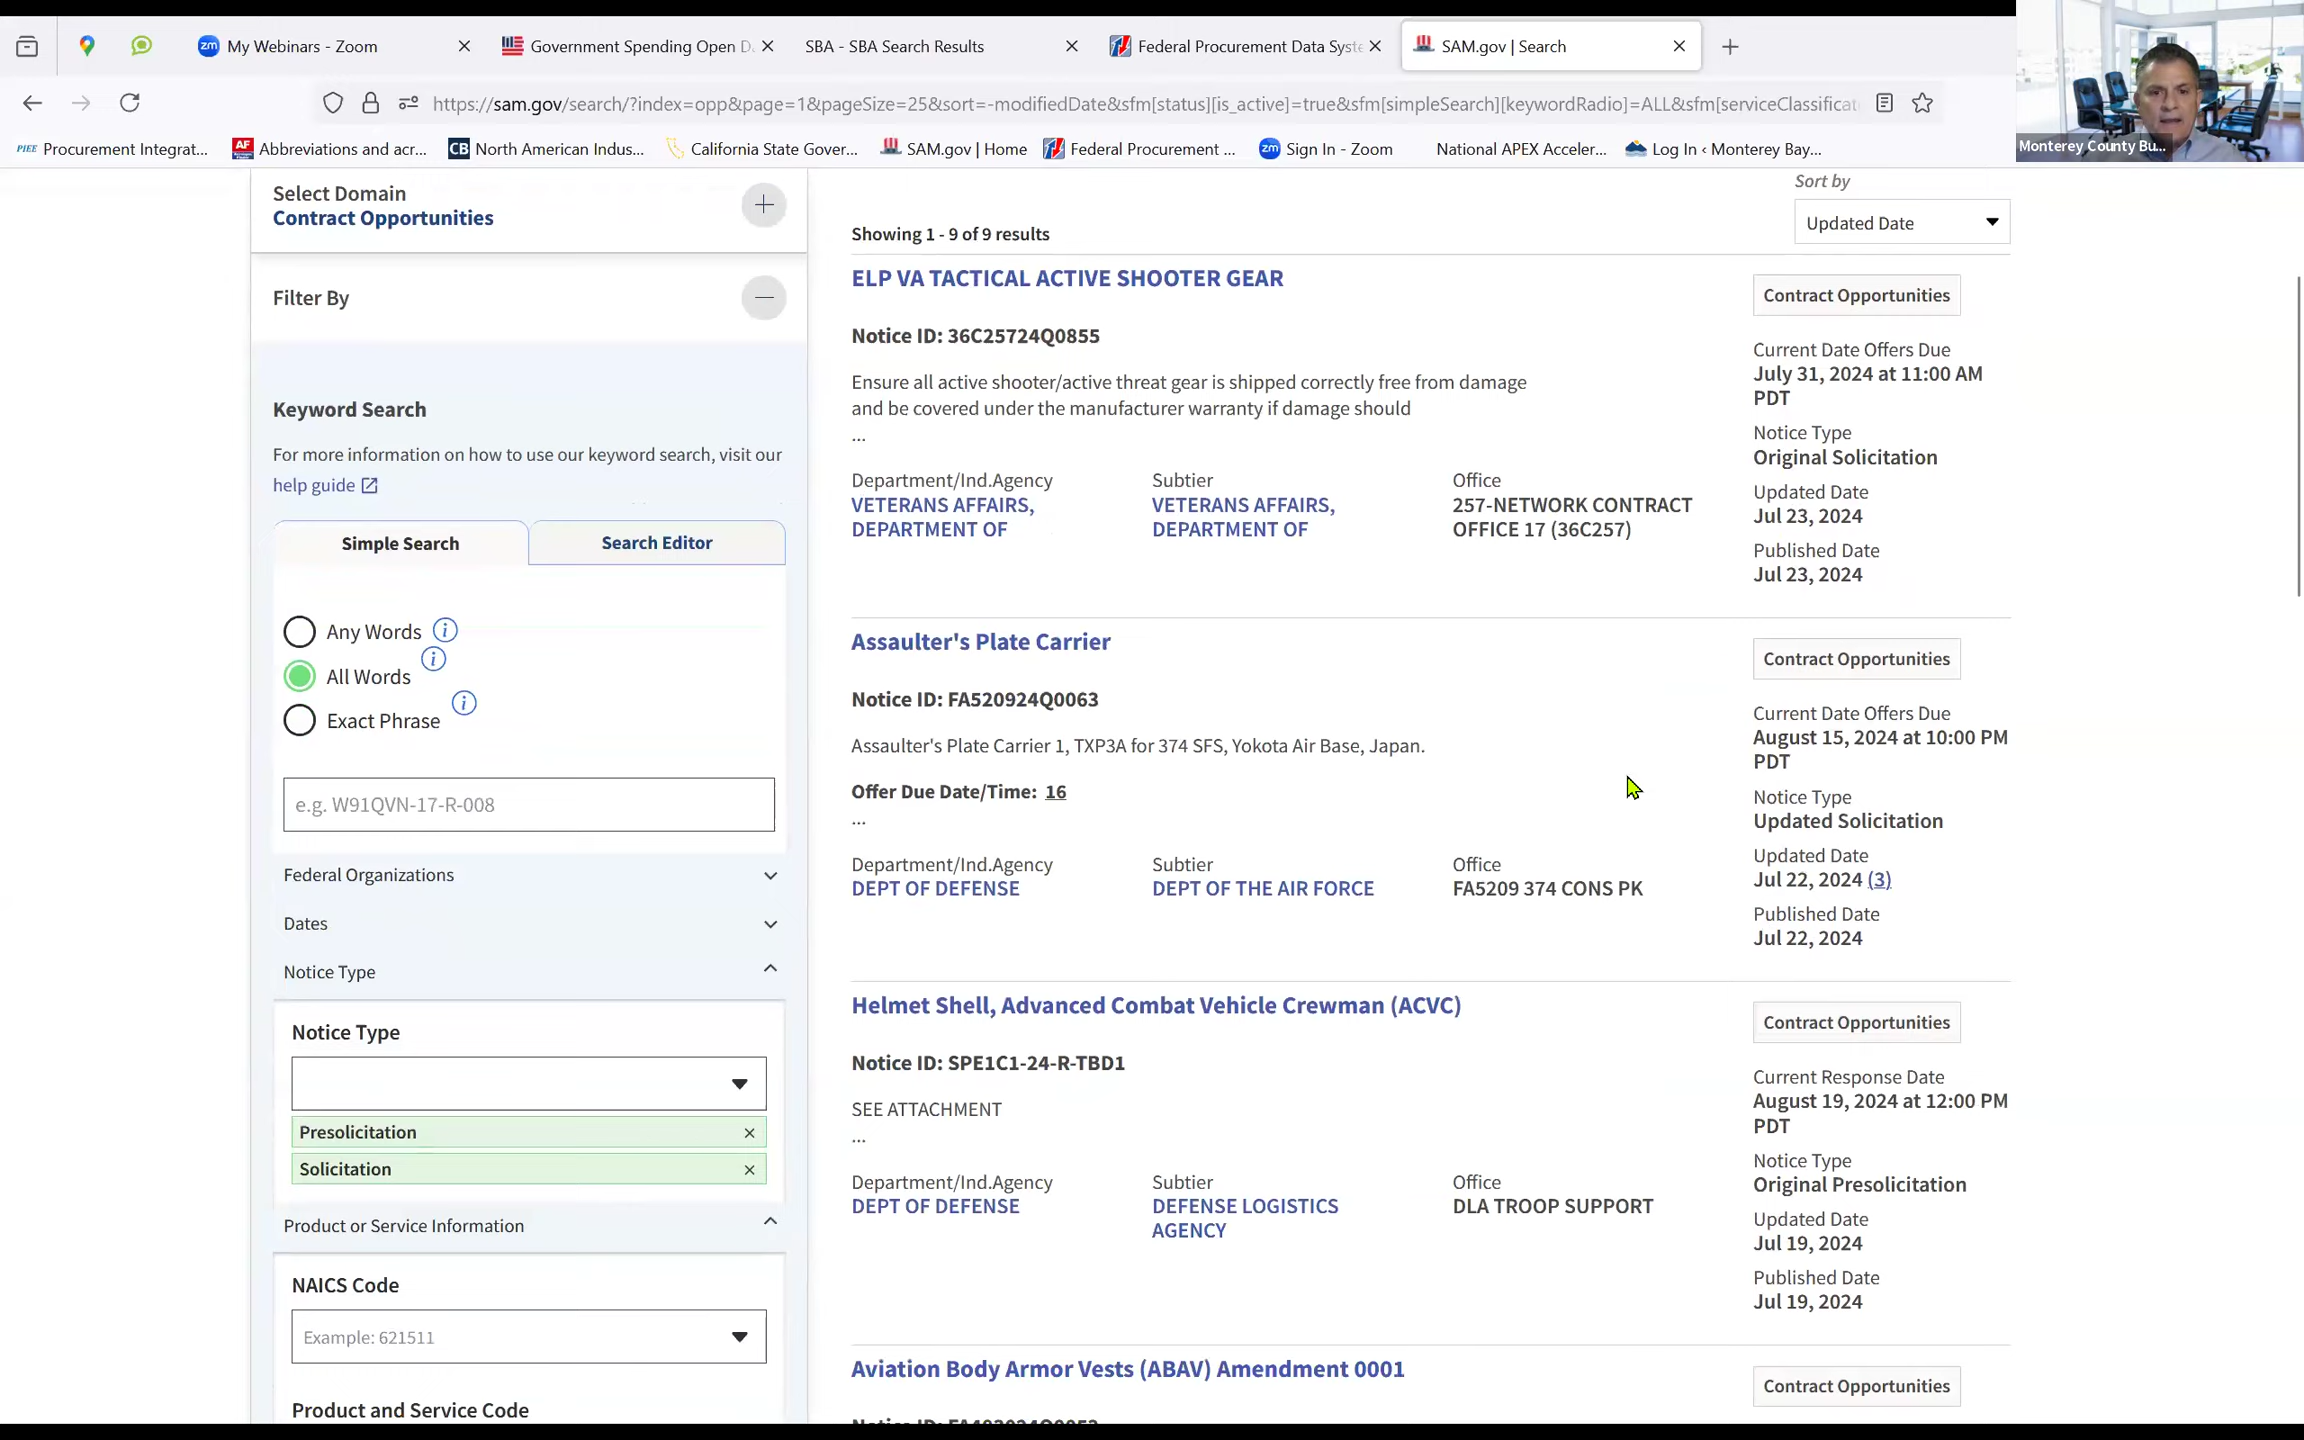 My Webinars - Zoom
Government Spending Open D
SBA - SBA Search Results
Federal Procurement Data Syst
SAM.gov | Search
https://sam.gov/search/?index=opp&page=1&pageSize=25&sort=-modifiedDate&sfm[status][is_active]=true&sfm[simpleSearch][keywordRadio]=ALL&sfm[serviceClassificat
PIEE Procurement Integrat...
AF Abbreviations and acr...
CB North American Indus...
California State Gover...
SAM.gov | Home
Federal Procurement ...
zm Sign In - Zoom
National APEX Acceler...
Log In ‹ Monterey Bay...
Monterey County Bu...
Select Domain
Contract Opportunities
Filter By
Keyword Search
For more information on how to use our keyword search, visit our
help guide
Simple Search
Search Editor
Any Words
All Words
Exact Phrase
e.g. W91QVN-17-R-008
Federal Organizations
Dates
Notice Type
Notice Type
Presolicitation
Solicitation
Product or Service Information
NAICS Code
Example: 621511
Product and Service Code
Sort by
Updated Date
Showing 1 - 9 of 9 results
ELP VA TACTICAL ACTIVE SHOOTER GEAR
Notice ID: 36C25724Q0855
Ensure all active shooter/active threat gear is shipped correctly free from damage
and be covered under the manufacturer warranty if damage should
...
Department/Ind.Agency
VETERANS AFFAIRS,
DEPARTMENT OF
Subtier
VETERANS AFFAIRS,
DEPARTMENT OF
Office
257-NETWORK CONTRACT
OFFICE 17 (36C257)
Contract Opportunities
Current Date Offers Due
July 31, 2024 at 11:00 AM
PDT
Notice Type
Original Solicitation
Updated Date
Jul 23, 2024
Published Date
Jul 23, 2024
Assaulter's Plate Carrier
Notice ID: FA520924Q0063
Assaulter's Plate Carrier 1, TXP3A for 374 SFS, Yokota Air Base, Japan.
Offer Due Date/Time: 16
...
Department/Ind.Agency
DEPT OF DEFENSE
Subtier
DEPT OF THE AIR FORCE
Office
FA5209 374 CONS PK
Contract Opportunities
Current Date Offers Due
August 15, 2024 at 10:00 PM
PDT
Notice Type
Updated Solicitation
Updated Date
Jul 22, 2024 (3)
Published Date
Jul 22, 2024
Helmet Shell, Advanced Combat Vehicle Crewman (ACVC)
Notice ID: SPE1C1-24-R-TBD1
SEE ATTACHMENT
...
Department/Ind.Agency
DEPT OF DEFENSE
Subtier
DEFENSE LOGISTICS
AGENCY
Office
DLA TROOP SUPPORT
Contract Opportunities
Current Response Date
August 19, 2024 at 12:00 PM
PDT
Notice Type
Original Presolicitation
Updated Date
Jul 19, 2024
Published Date
Jul 19, 2024
Aviation Body Armor Vests (ABAV) Amendment 0001
Contract Opportunities